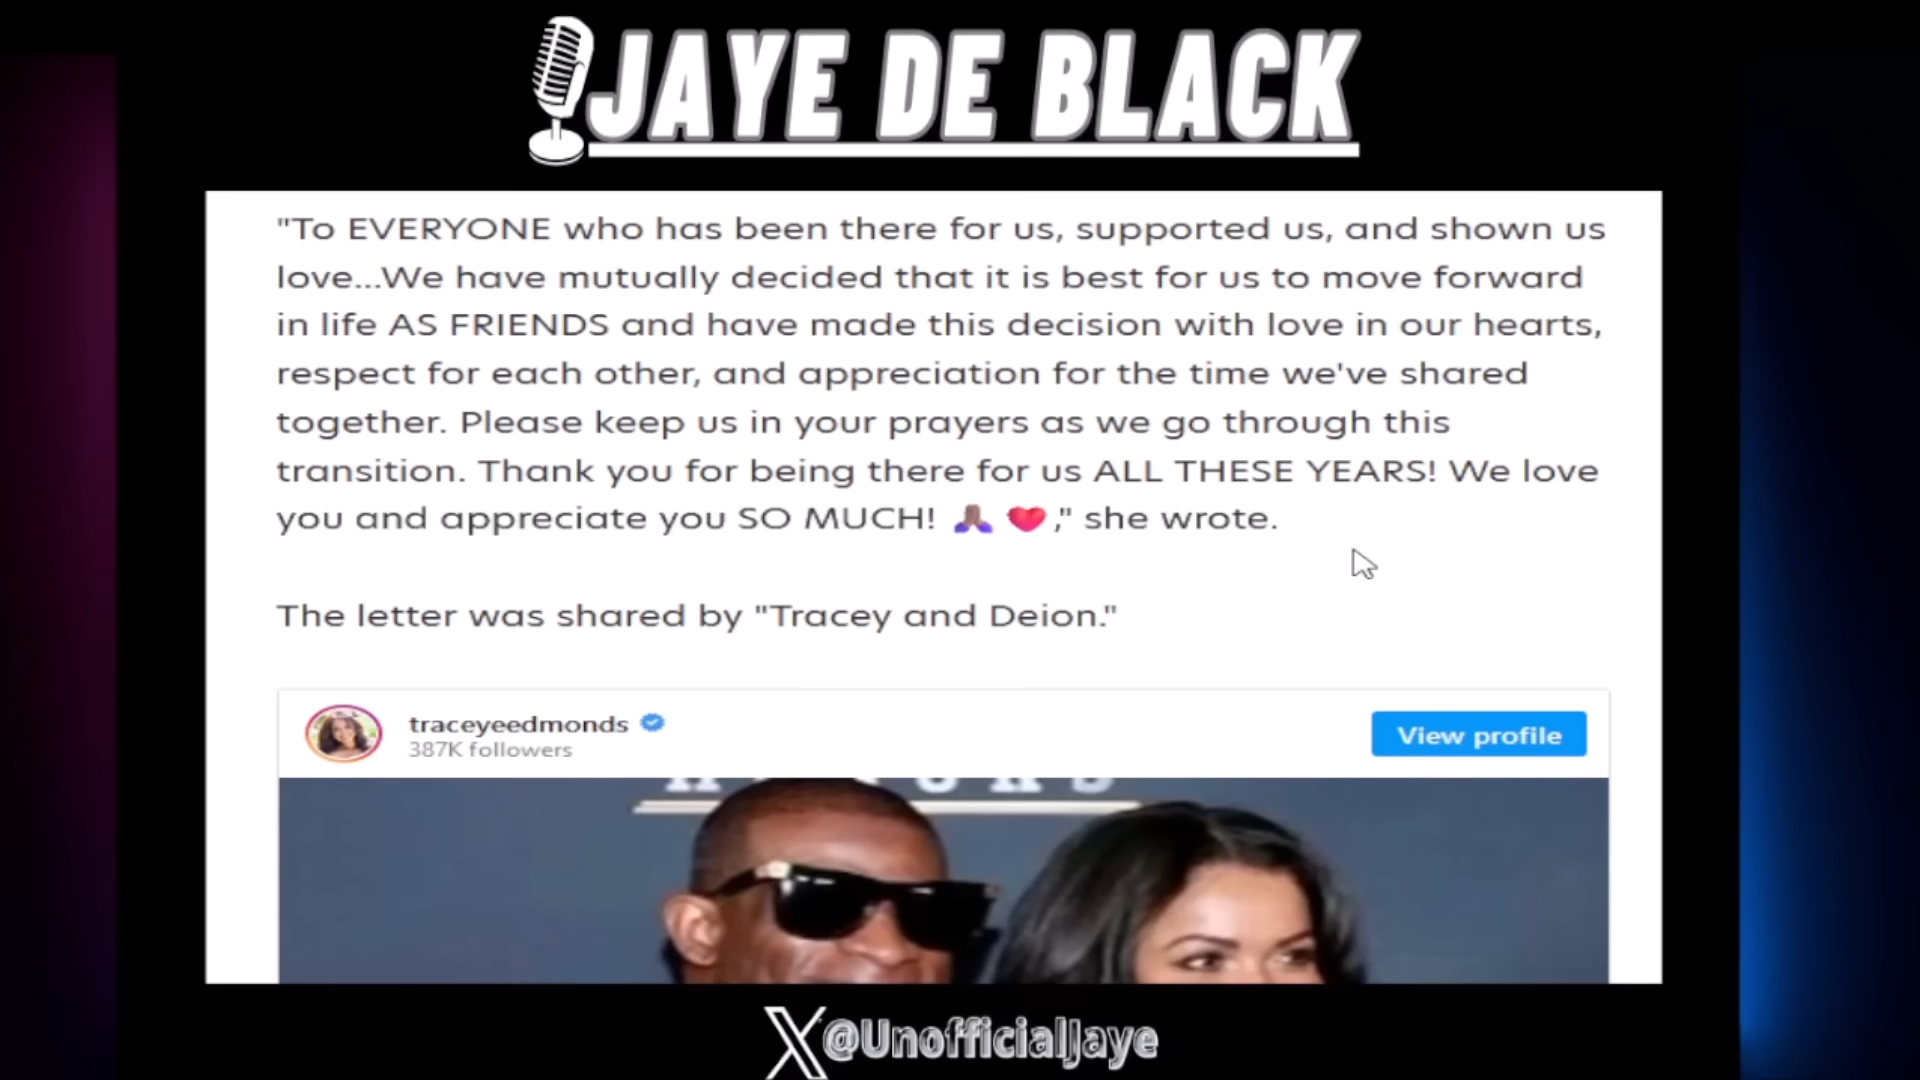 JAYE DE BLACK
"To EVERYONE who has been there for us, supported us, and shown us
love...We have mutually decided that it is best for us to move forward
in life AS FRIENDS and have made this decision with love in our hearts,
respect for each other, and appreciation for the time we've shared
together. Please keep us in your prayers as we go through this
transition. Thank you for being there for us ALL THESE YEARS! We love
you and appreciate you SO MUCH! 🙏🏾 ❤️," she wrote.
The letter was shared by "Tracey and Deion."
traceyeedmonds
387K followers
View profile
X@UnofficialJaye